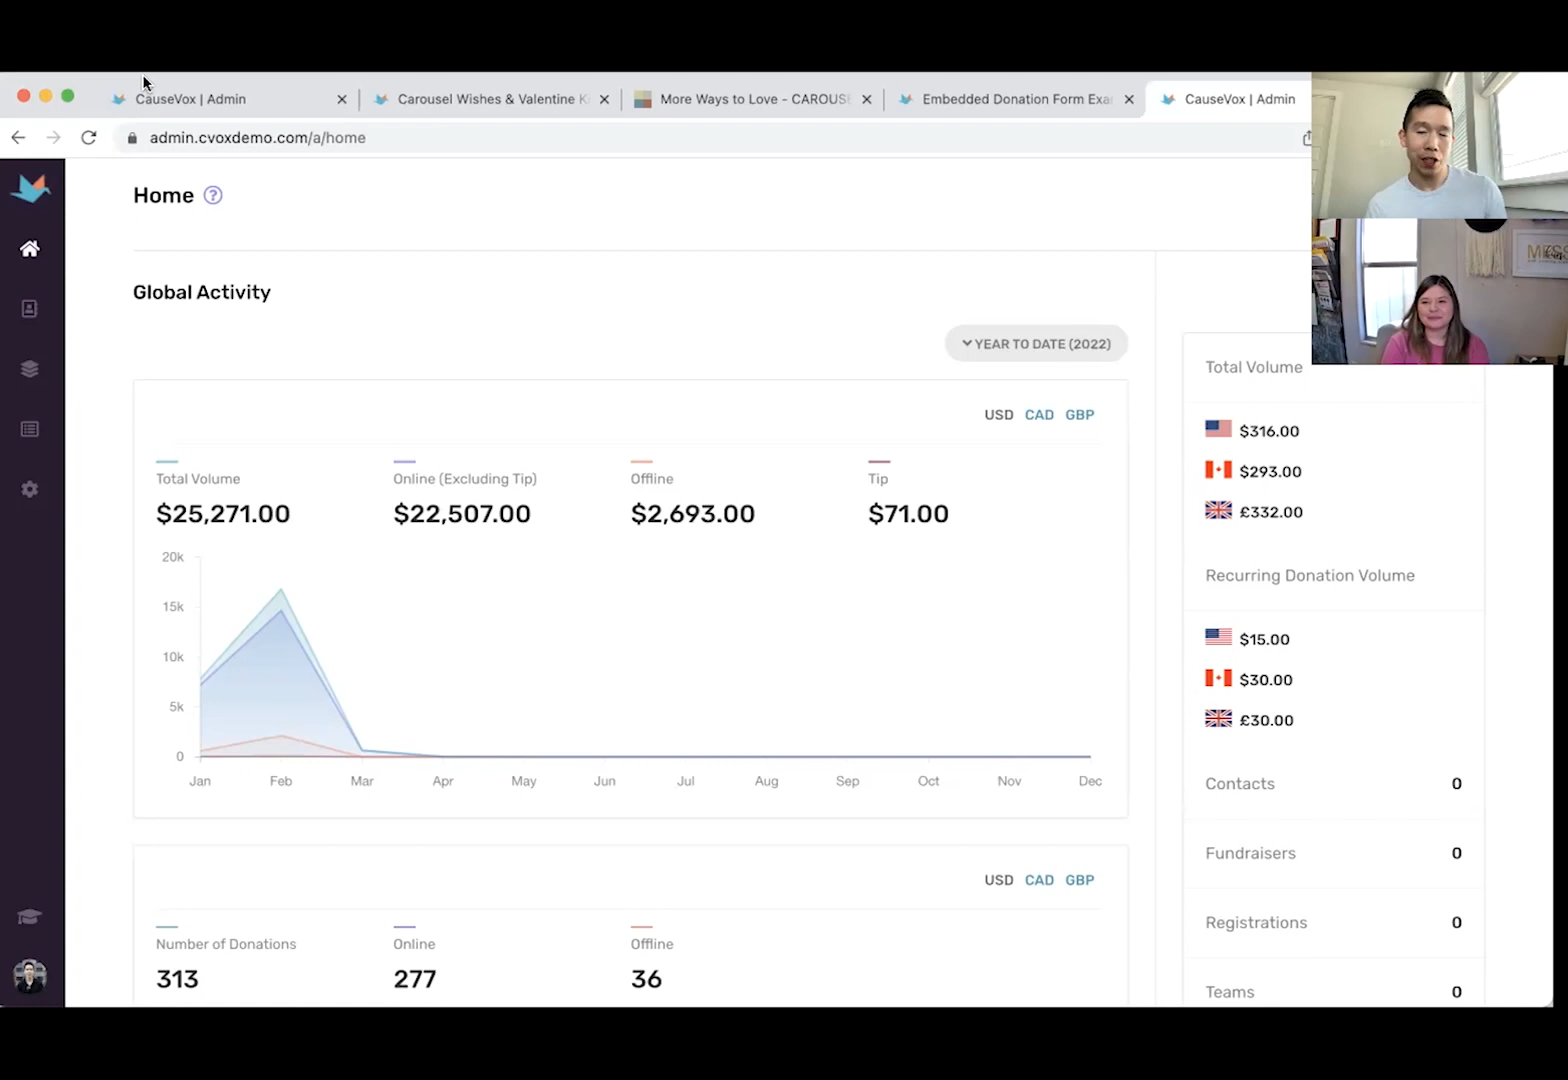 CauseVox | Admin
Carousel Wishes & Valentine K
More Ways to Love - CAROUSE
Embedded Donation Form Exa
CauseVox | Admin
admin.cvoxdemo.com/a/home
Home ?
Global Activity
YEAR TO DATE (2022)
USD CAD GBP
Total Volume
Online (Excluding Tip)
Offline
Tip
$25,271.00
$22,507.00
$2,693.00
$71.00
20k
15k
10k
5k
0
Jan Feb Mar Apr May Jun Jul Aug Sep Oct Nov Dec
USD CAD GBP
Number of Donations
Online
Offline
313
277
36
Total Volume
$316.00
$293.00
£332.00
Recurring Donation Volume
$15.00
$30.00
£30.00
Contacts 0
Fundraisers 0
Registrations 0
Teams 0